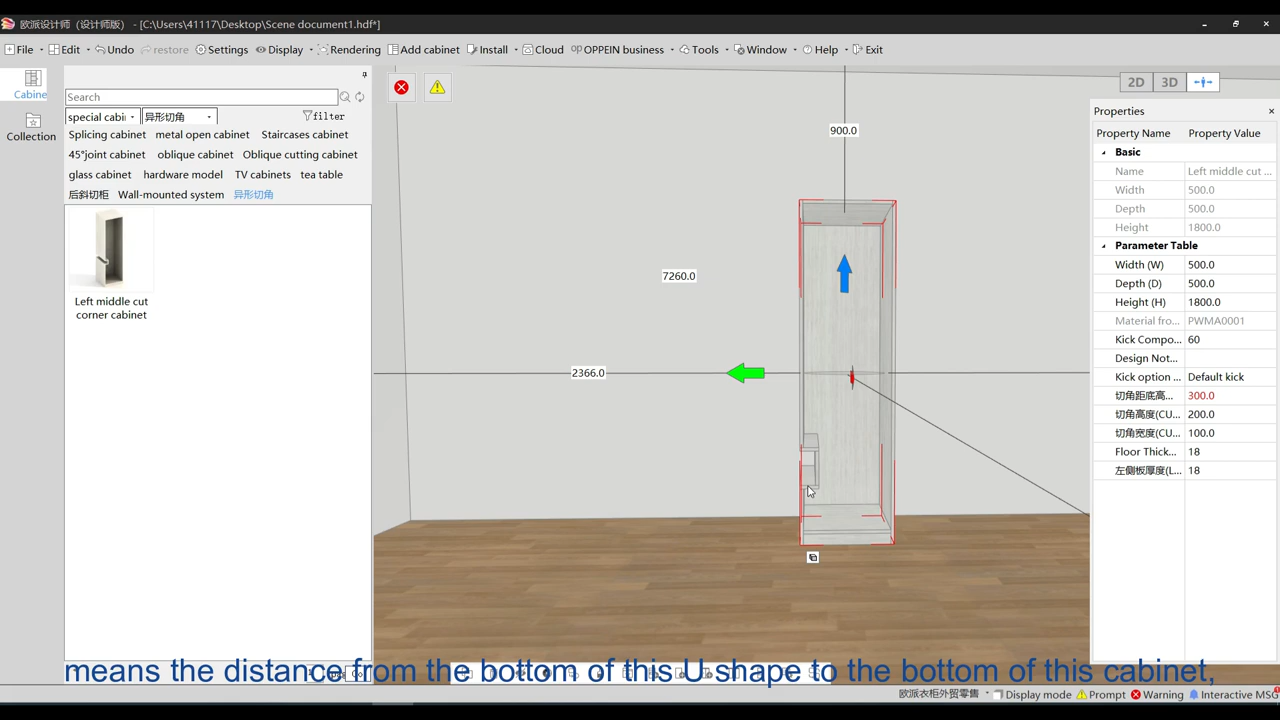 欧派设计师（设计师版） - [C:\Users\41117\Desktop\Scene document1.hdf*]
File Edit Undo restore Settings Display Rendering Add cabinet Install Cloud OPPEIN business Tools Window Help Exit
Cabine
Collection
Search
special cabi 异形切角 filter
Splicing cabinet metal open cabinet Staircases cabinet
45°joint cabinet oblique cabinet Oblique cutting cabinet
glass cabinet hardware model TV cabinets tea table
后斜切柜 Wall-mounted system 异形切角
Left middle cut
corner cabinet
900.0
7260.0
2366.0
2D 3D
Properties
Property Name Property Value
Basic
Name Left middle cut ...
Width 500.0
Depth 500.0
Height 1800.0
Parameter Table
Width (W) 500.0
Depth (D) 500.0
Height (H) 1800.0
Material fro... PWMA0001
Kick Compo... 60
Design Not...
Kick option ... Default kick
切角距底高... 300.0
切角高度(CU... 200.0
切角宽度(CU... 100.0
Floor Thick... 18
左侧板厚度(L... 18
means the distance from the bottom of this U shape to the bottom of this cabinet,
欧派衣柜外贸零售 Display mode Prompt Warning Interactive MSG